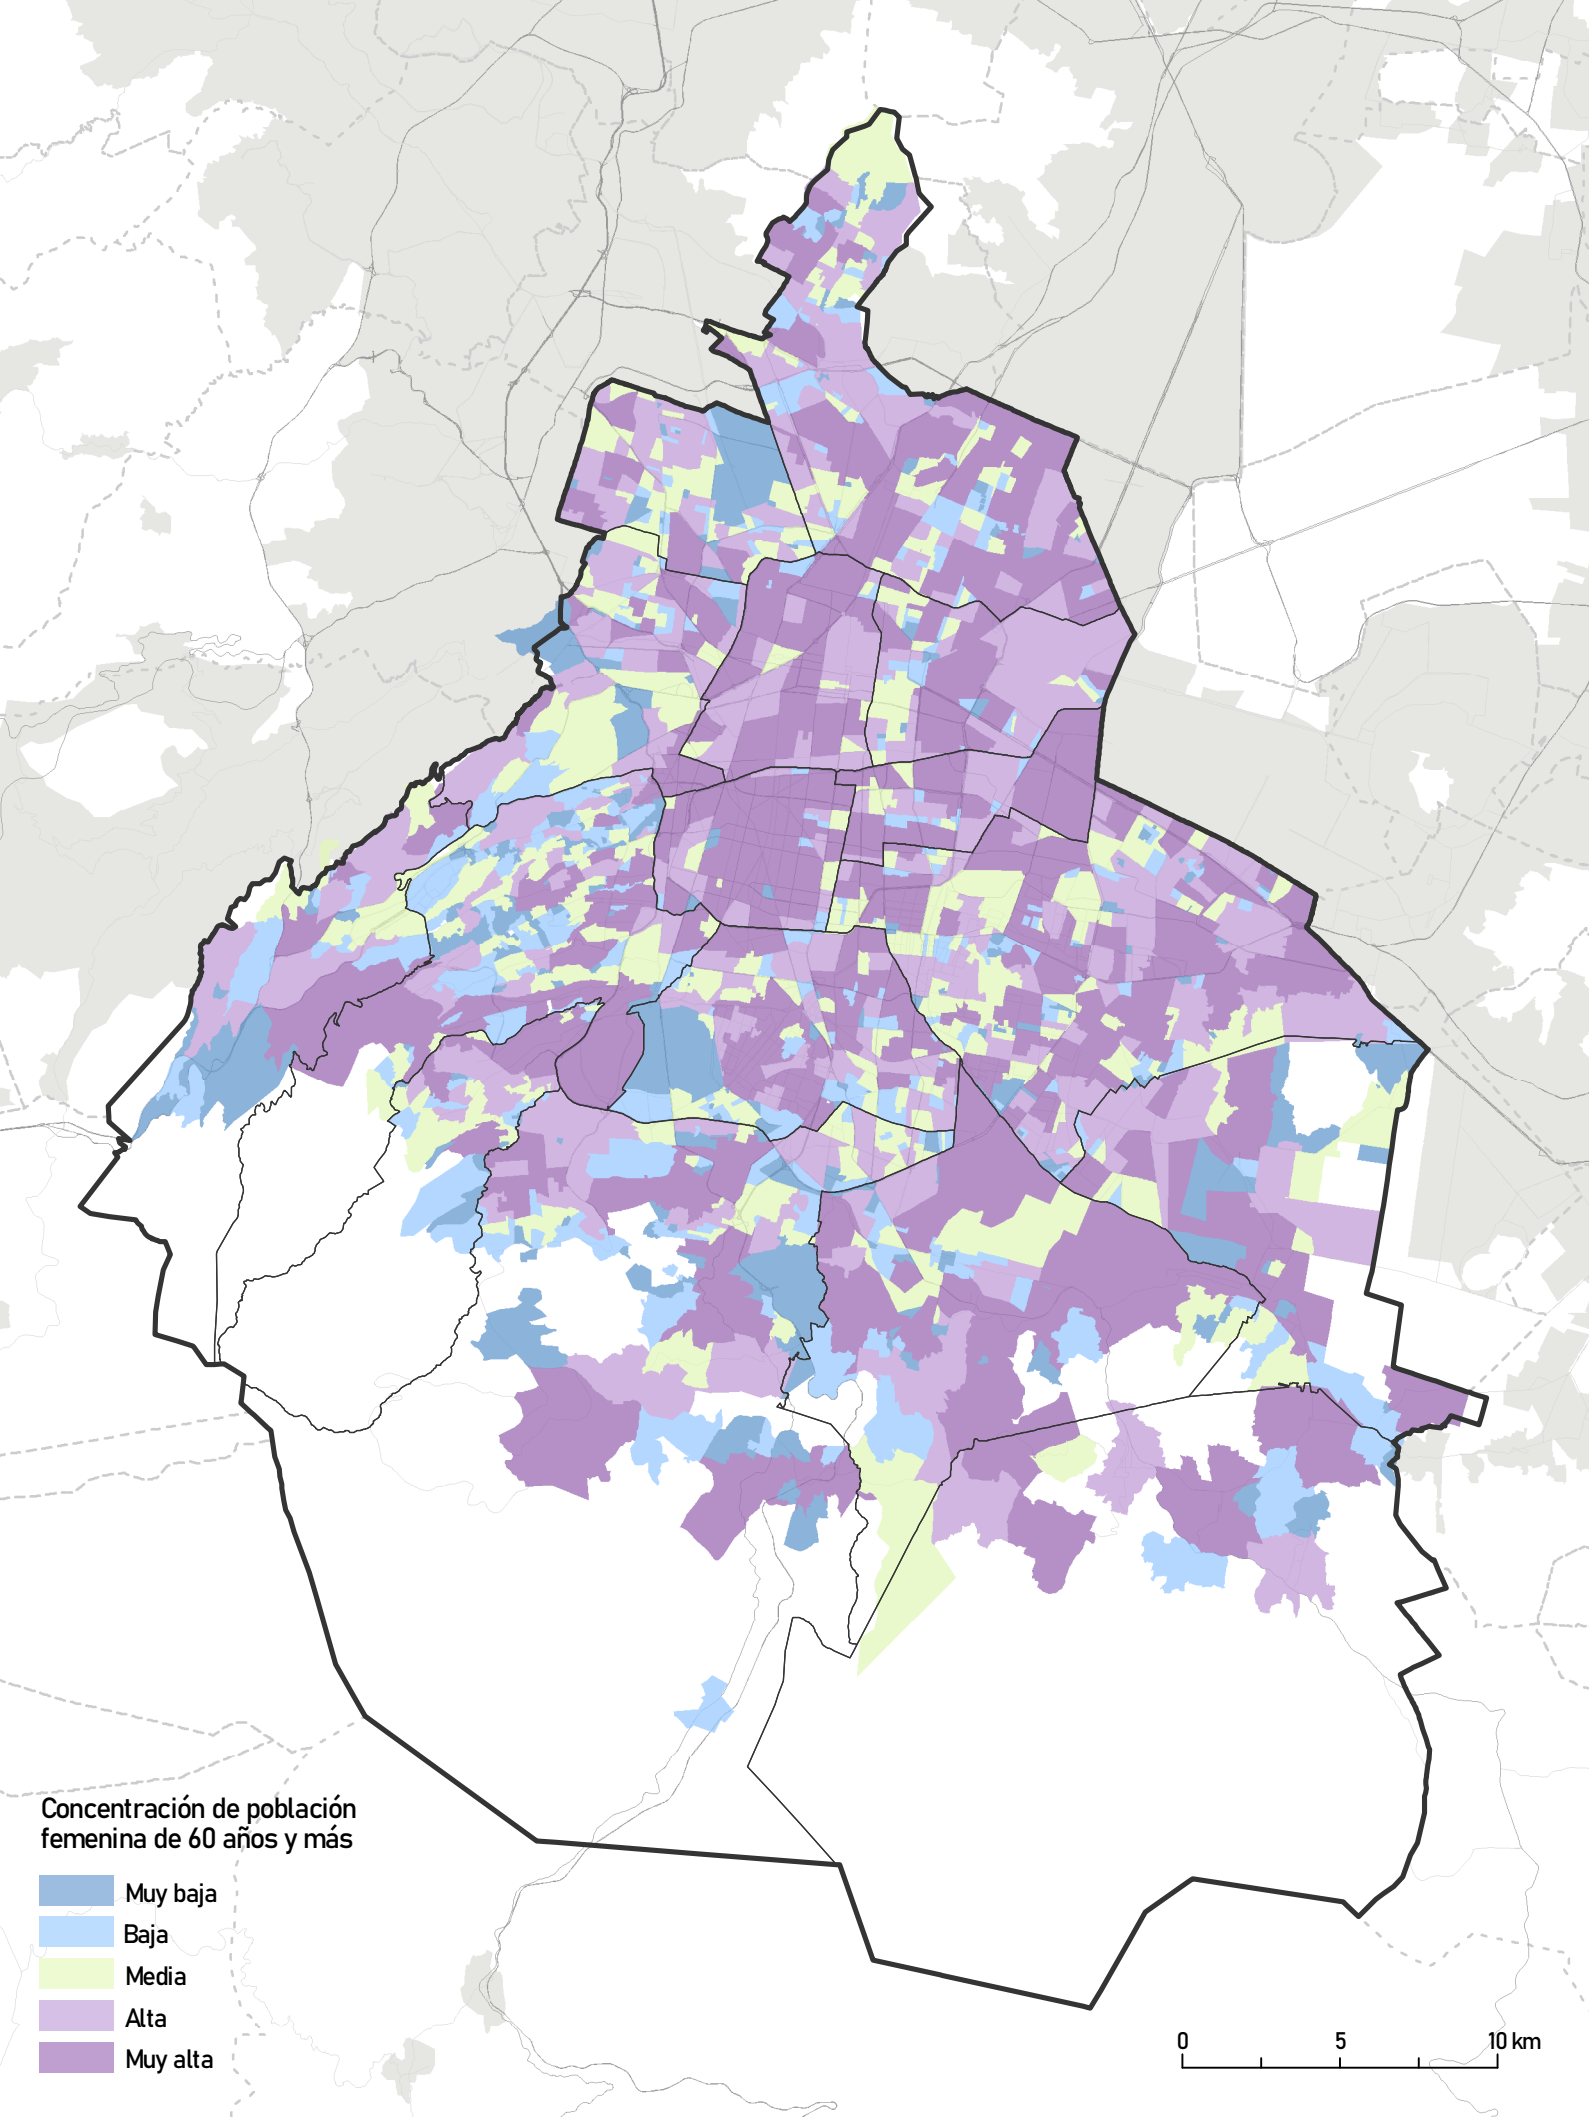 Concentración de población
femenina de 60 años y más
Muy baja
Baja
Media
Alta
Muy alta
0 5 10 km